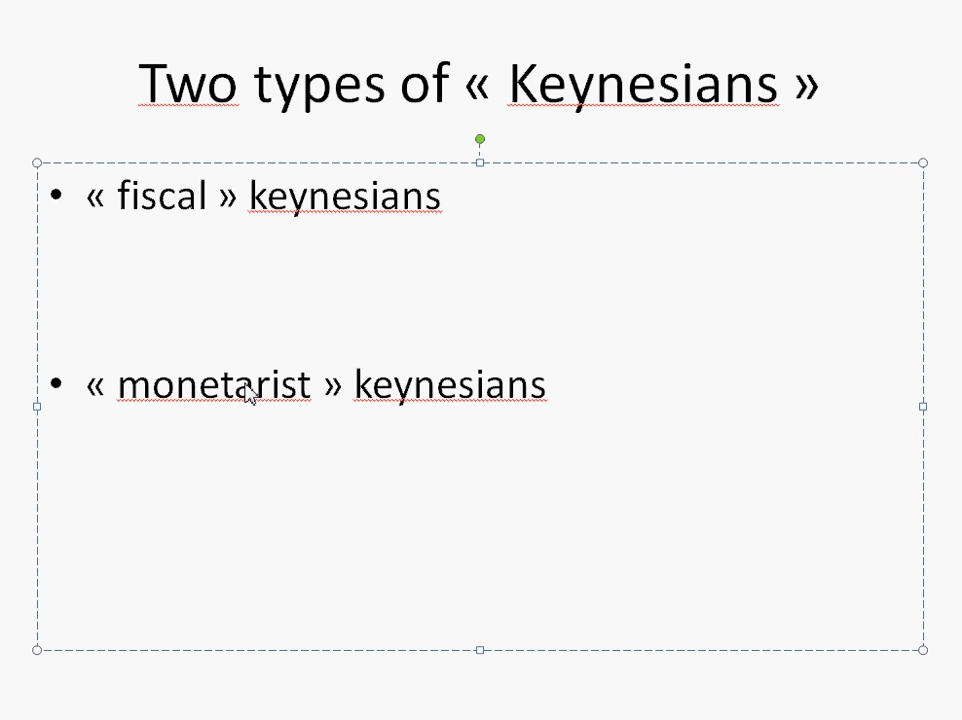 Two types of « Keynesians »
• « fiscal » keynesians
• « monetarist » keynesians